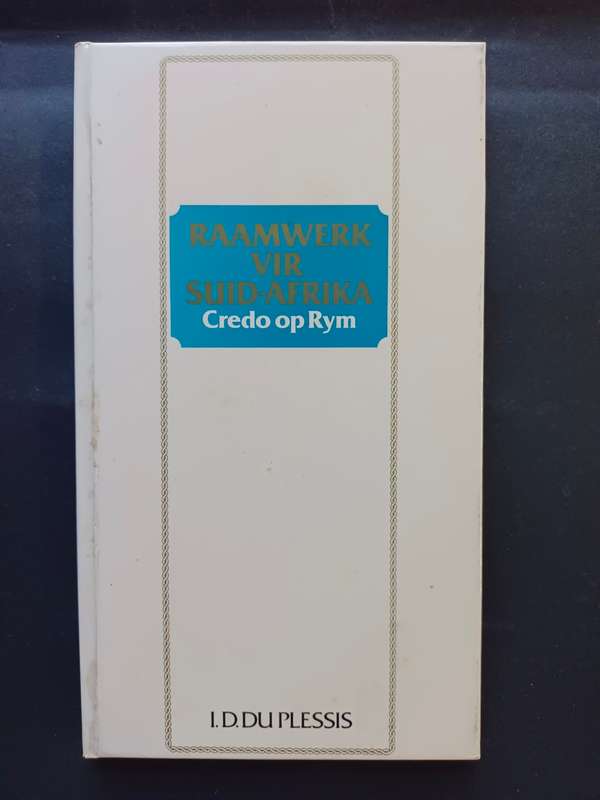 RAAMWERK
VIR
SUID-AFRIKA
Credo op Rym
I.D. DU PLESSIS